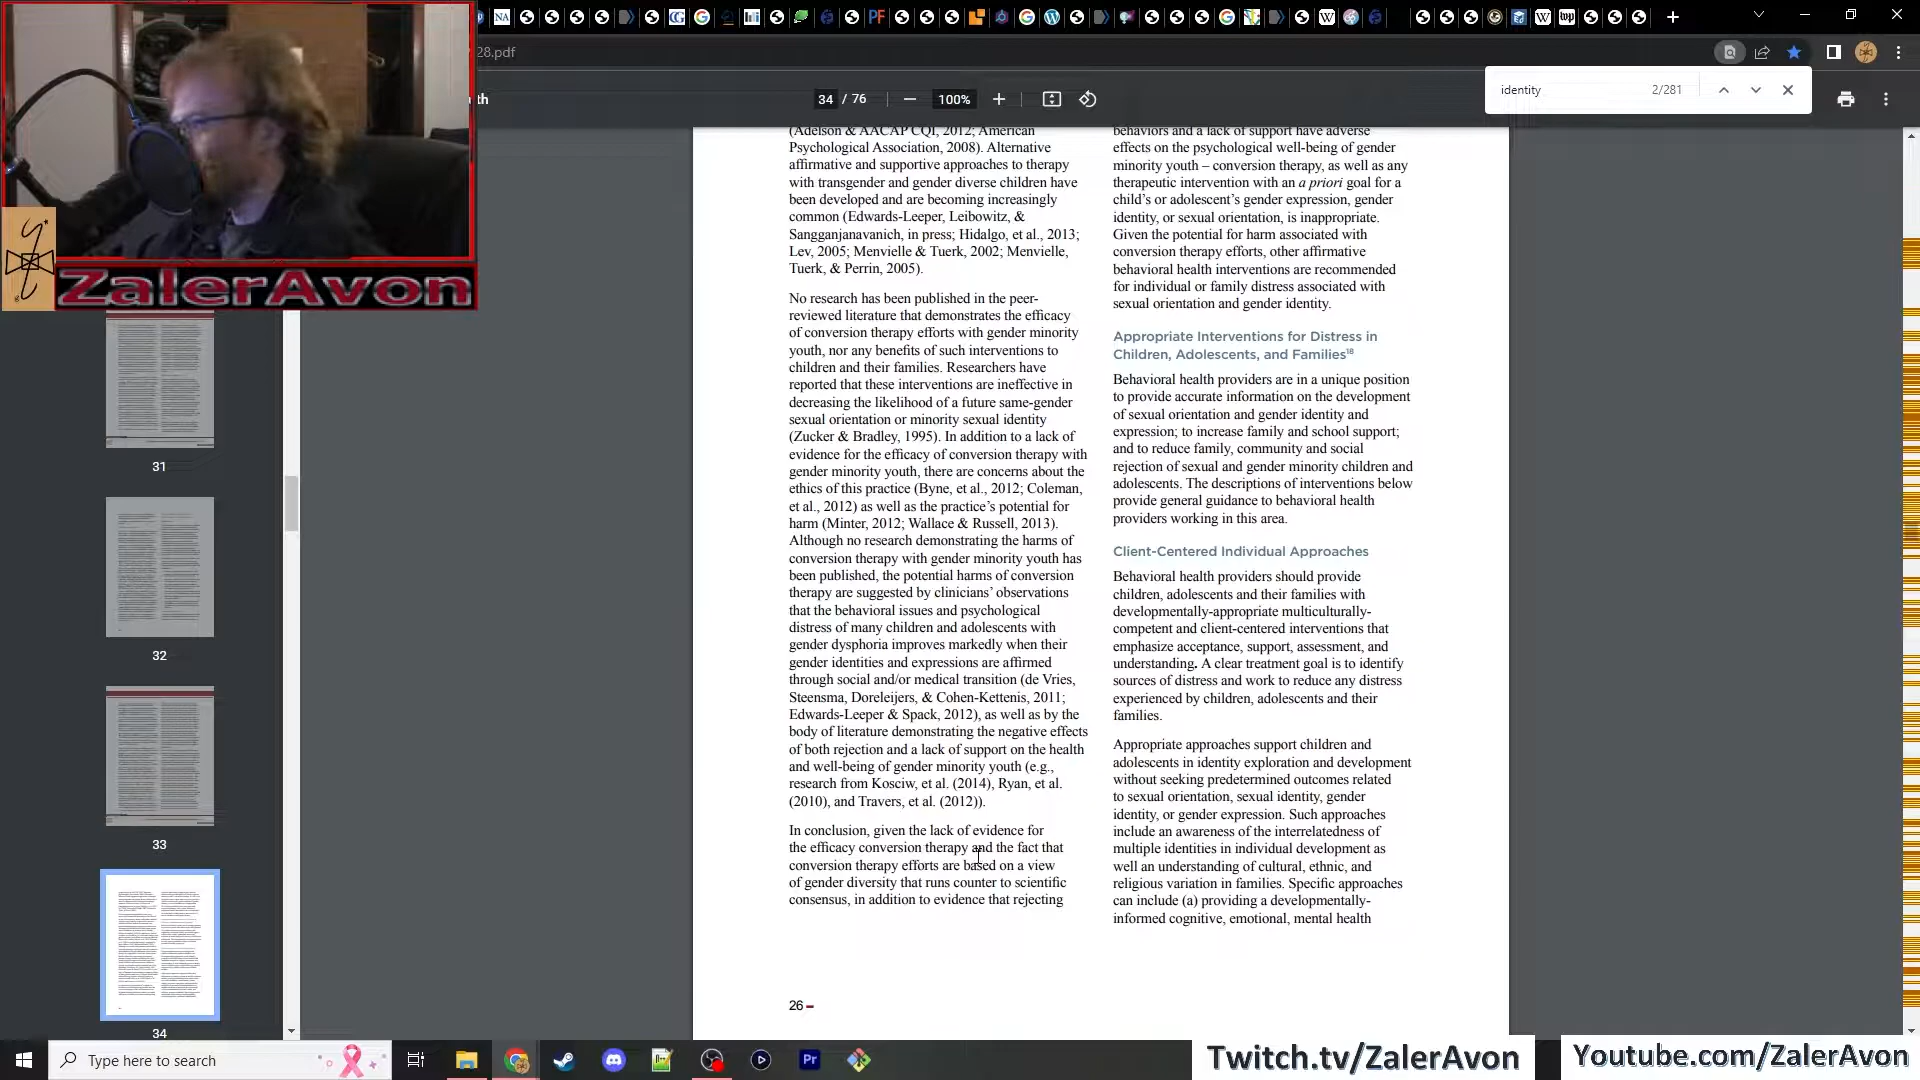 28.pdf
th
34 / 76
100%
identity
2/281
ZalerAvon
31
32
33
34
(Adelson & AACAP CQI, 2012; American
Psychological Association, 2008). Alternative
affirmative and supportive approaches to therapy
with transgender and gender diverse children have
been developed and are becoming increasingly
common (Edwards-Leeper, Leibowitz, &
Sangganjanavanich, in press; Hidalgo, et al., 2013;
Lev, 2005; Menvielle & Tuerk, 2002; Menvielle,
Tuerk, & Perrin, 2005).
No research has been published in the peer-
reviewed literature that demonstrates the efficacy
of conversion therapy efforts with gender minority
youth, nor any benefits of such interventions to
children and their families. Researchers have
reported that these interventions are ineffective in
decreasing the likelihood of a future same-gender
sexual orientation or minority sexual identity
(Zucker & Bradley, 1995). In addition to a lack of
evidence for the efficacy of conversion therapy with
gender minority youth, there are concerns about the
ethics of this practice (Byne, et al., 2012; Coleman,
et al., 2012) as well as the practice’s potential for
harm (Minter, 2012; Wallace & Russell, 2013).
Although no research demonstrating the harms of
conversion therapy with gender minority youth has
been published, the potential harms of conversion
therapy are suggested by clinicians’ observations
that the behavioral issues and psychological
distress of many children and adolescents with
gender dysphoria improves markedly when their
gender identities and expressions are affirmed
through social and/or medical transition (de Vries,
Steensma, Doreleijers, & Cohen-Kettenis, 2011;
Edwards-Leeper & Spack, 2012), as well as by the
body of literature demonstrating the negative effects
of both rejection and a lack of support on the health
and well-being of gender minority youth (e.g.,
research from Kosciw, et al. (2014), Ryan, et al.
(2010), and Travers, et al. (2012)).
In conclusion, given the lack of evidence for
the efficacy conversion therapy and the fact that
conversion therapy efforts are based on a view
of gender diversity that runs counter to scientific
consensus, in addition to evidence that rejecting
behaviors and a lack of support have adverse
effects on the psychological well-being of gender
minority youth – conversion therapy, as well as any
therapeutic intervention with an a priori goal for a
child’s or adolescent’s gender expression, gender
identity, or sexual orientation, is inappropriate.
Given the potential for harm associated with
conversion therapy efforts, other affirmative
behavioral health interventions are recommended
for individual or family distress associated with
sexual orientation and gender identity.
Appropriate Interventions for Distress in
Children, Adolescents, and Families18
Behavioral health providers are in a unique position
to provide accurate information on the development
of sexual orientation and gender identity and
expression; to increase family and school support;
and to reduce family, community and social
rejection of sexual and gender minority children and
adolescents. The descriptions of interventions below
provide general guidance to behavioral health
providers working in this area.
Client-Centered Individual Approaches
Behavioral health providers should provide
children, adolescents and their families with
developmentally-appropriate multiculturally-
competent and client-centered interventions that
emphasize acceptance, support, assessment, and
understanding. A clear treatment goal is to identify
sources of distress and work to reduce any distress
experienced by children, adolescents and their
families.
Appropriate approaches support children and
adolescents in identity exploration and development
without seeking predetermined outcomes related
to sexual orientation, sexual identity, gender
identity, or gender expression. Such approaches
include an awareness of the interrelatedness of
multiple identities in individual development as
well an understanding of cultural, ethnic, and
religious variation in families. Specific approaches
can include (a) providing a developmentally-
informed cognitive, emotional, mental health
26
Type here to search
Twitch.tv/ZalerAvon
Youtube.com/ZalerAvon